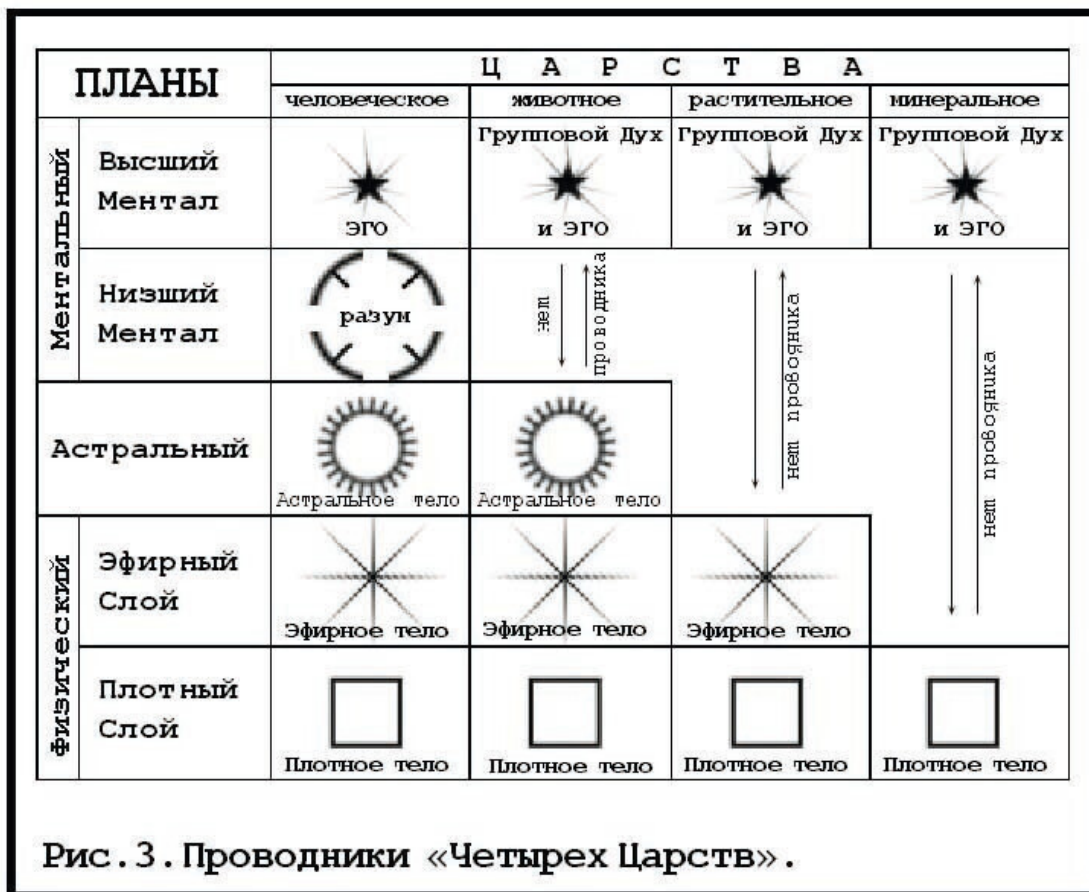 ПЛАНЫ
Ц А Р С Т В А
человеческое животное растительное минеральное
Ментальный
Высший
Ментал
ЭГО
Групповой Дух
и ЭГО
Групповой Дух
и ЭГО
Групповой Дух
и ЭГО
Низший
Ментал
разум
нет
проводника
нет проводника
нет проводника
Астральный
Астральное тело
Астральное тело
физический
Эфирный
Слой
Эфирное тело
Эфирное тело
Эфирное тело
Плотный
Слой
Плотное тело
Плотное тело
Плотное тело
Плотное тело
Рис.3.Проводники «Четырех Царств».